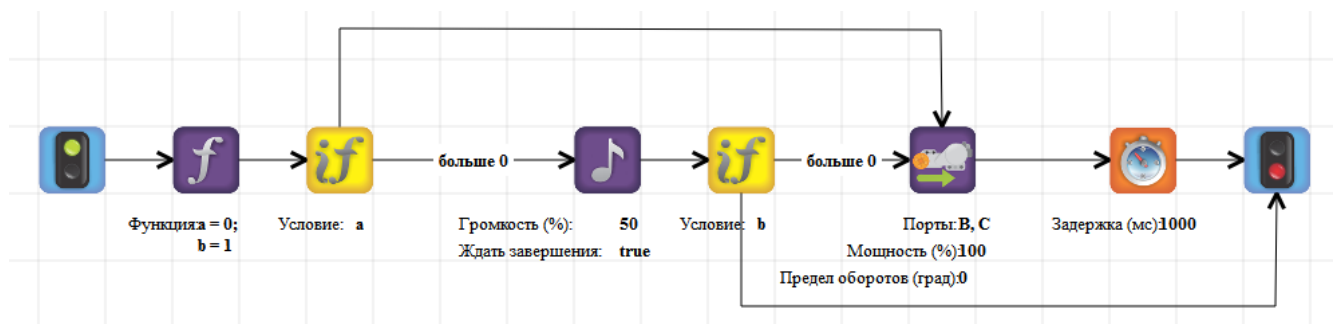 больше 0
больше 0
Функция:a = 0;
b = 1
Условие: a
Громкость (%): 50
Ждать завершения: true
Условие: b
Порты:B, C
Мощность (%):100
Предел оборотов (град):0
Задержка (мс):1000